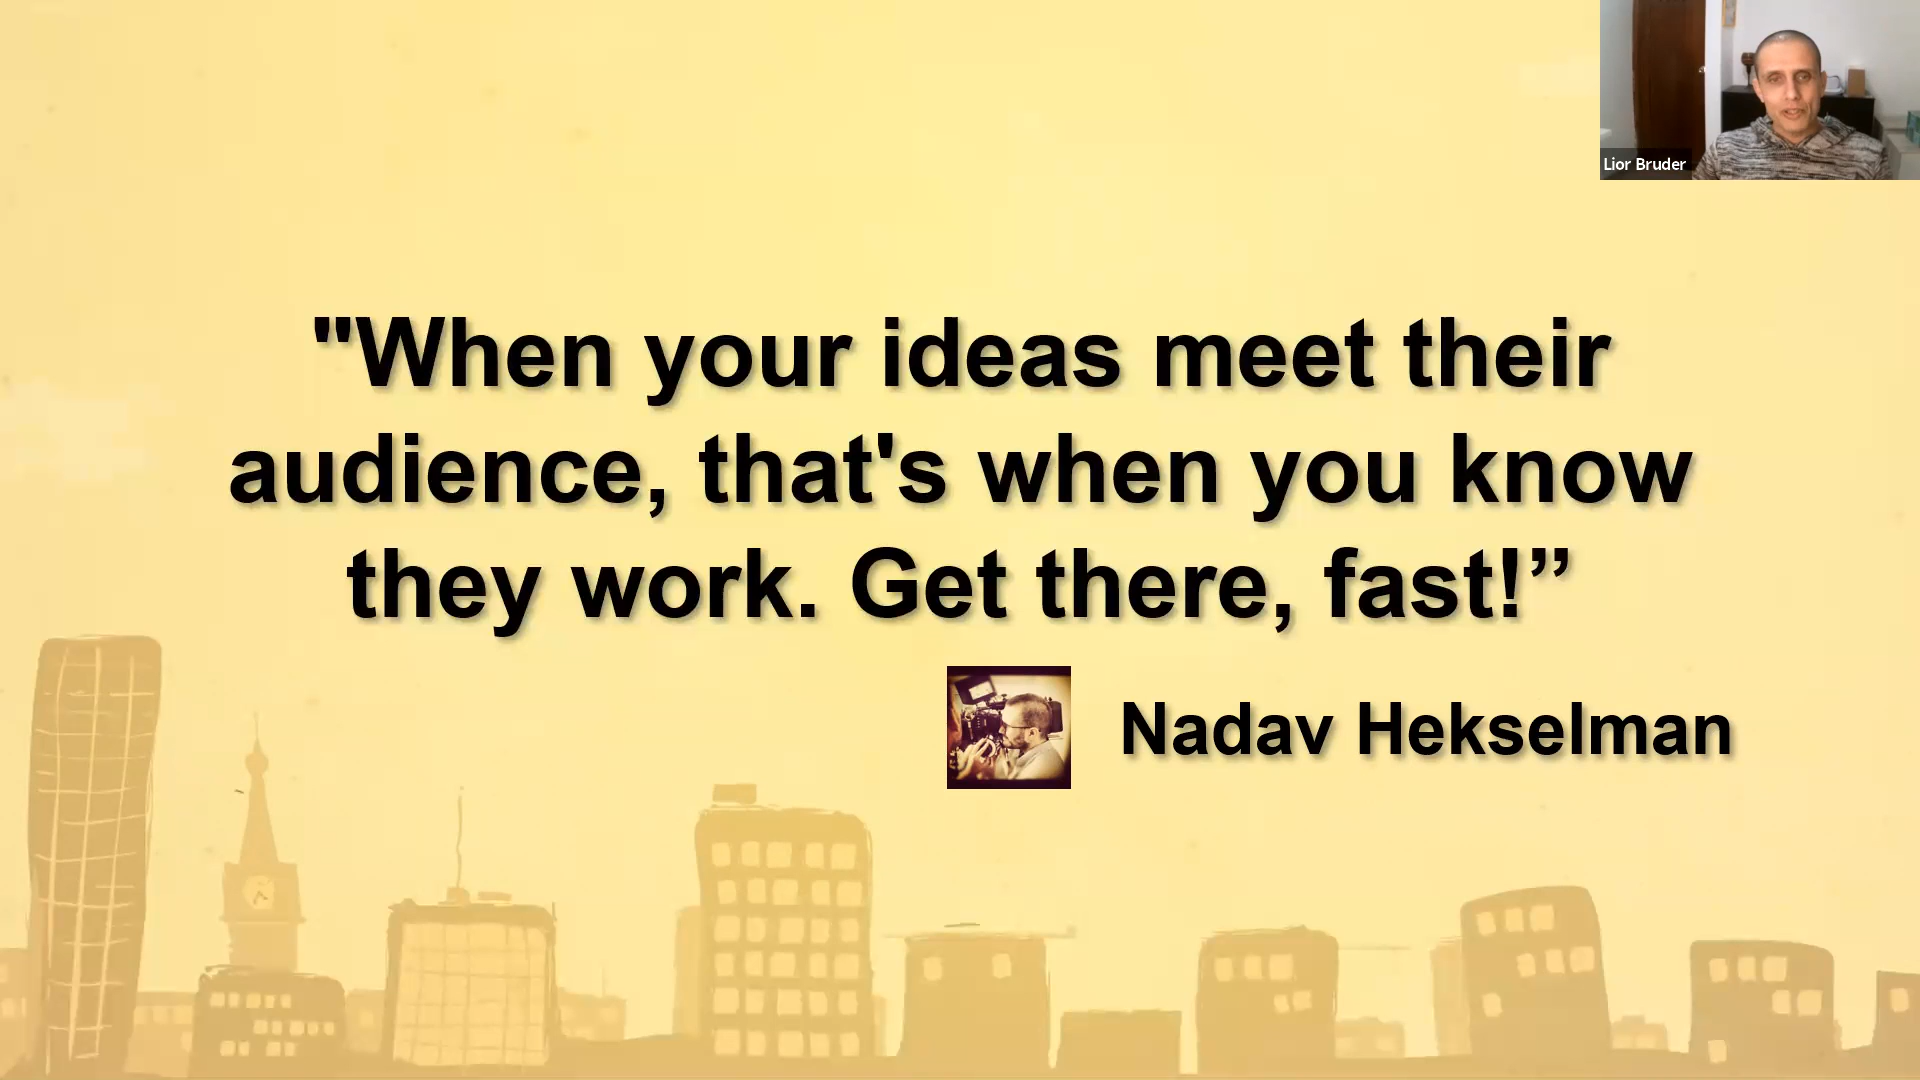 Lior Bruder
"When your ideas meet their
audience, that's when you know
they work. Get there, fast!”
Nadav Hekselman